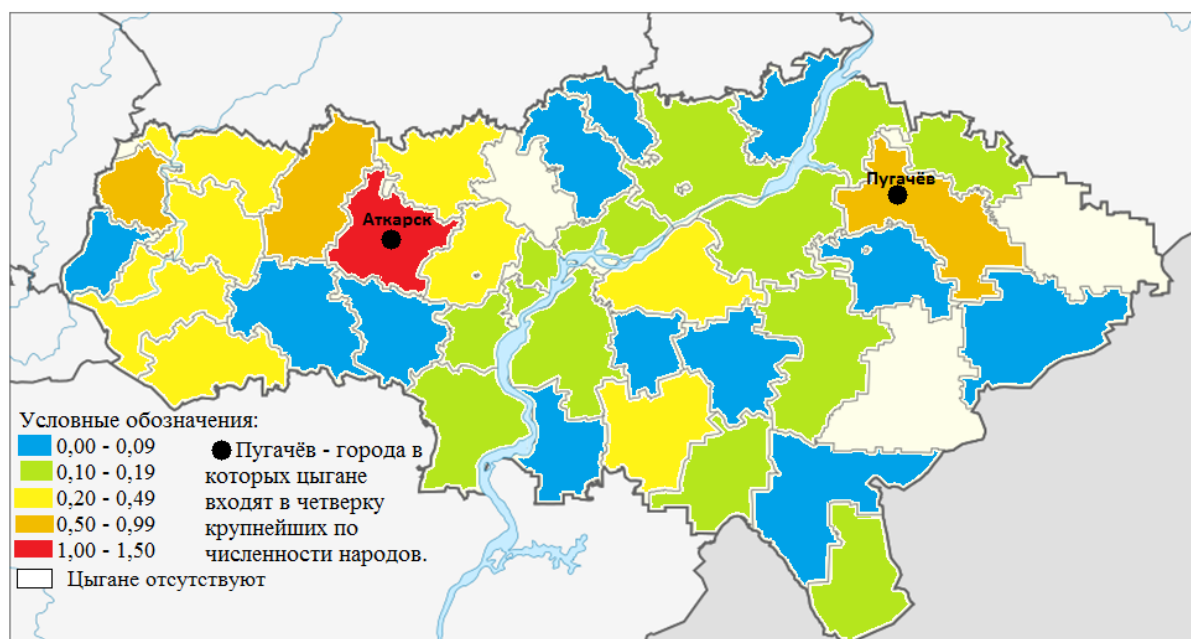 Пугачёв
Аткарск
Условные обозначения:
0,00 - 0,09
0,10 - 0,19
0,20 - 0,49
0,50 - 0,99
1,00 - 1,50
Цыгане отсутствуют
Пугачёв - города в
которых цыгане
входят в четверку
крупнейших по
численности народов.